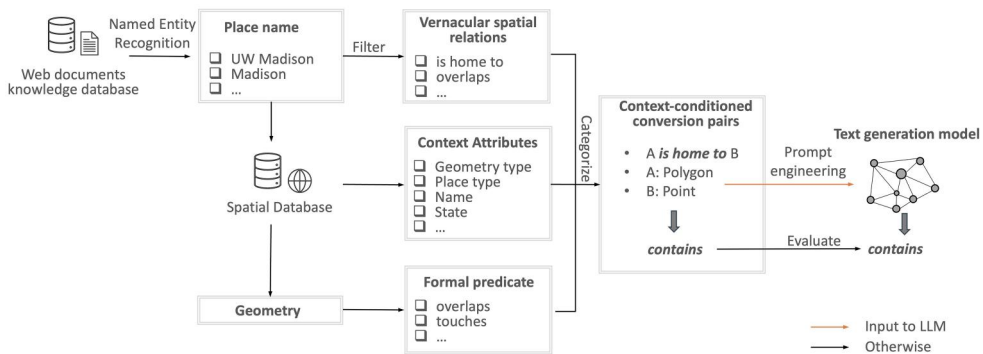 Web documents
knowledge database
Named Entity
Recognition
Place name
❑ UW Madison
❑ Madison
❑ ...
Filter
Vernacular spatial
relations
❑ is home to
❑ overlaps
❑ ...
Spatial Database
Context Attributes
❑ Geometry type
❑ Place type
❑ Name
❑ State
❑ ...
Geometry
Formal predicate
❑ overlaps
❑ touches
❑ ...
Categorize
Context-conditioned
conversion pairs
• A is home to B
• A: Polygon
• B: Point
contains
Prompt
engineering
Evaluate
Text generation model
contains
Input to LLM
Otherwise